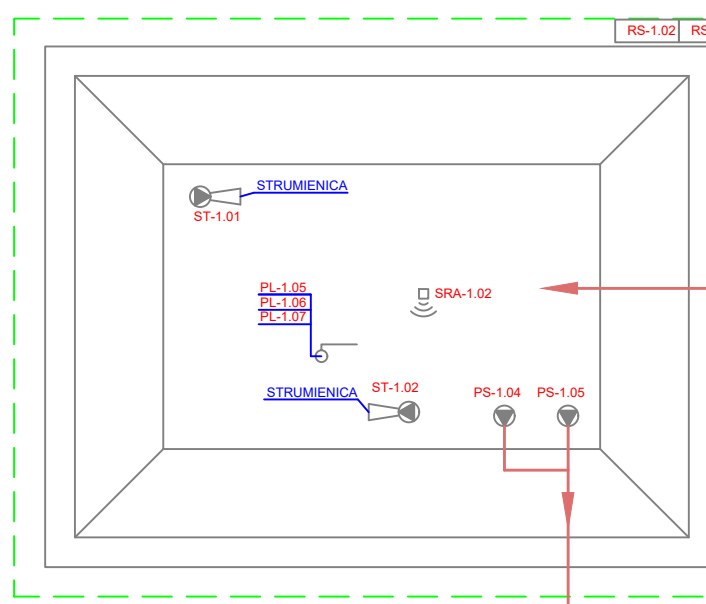 RS-1.02 RS
STRUMIENICA
ST-1.01
PL-1.05
PL-1.06
PL-1.07
SRA-1.02
STRUMIENICA
ST-1.02
PS-1.04
PS-1.05